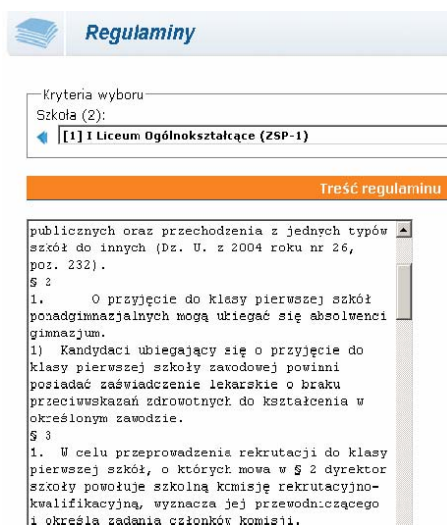 Regulaminy
Kryteria wyboru
Szkoła (2):
[1] I Liceum Ogólnokształcące (ZSP-1)
Treść regulaminu
publicznych oraz przechodzenia z jednych typów
szkół do innych (Dz. U. z 2004 roku nr 26,
poz. 232).
§ 2
1. O przyjęcie do klasy pierwszej szkół
ponadgimnazjalnych mogą ubiegać się absolwenci
gimnazjum.
1) Kandydaci ubiegający się o przyjęcie do
klasy pierwszej szkoły zawodowej powinni
posiadać zaświadczenie lekarskie o braku
przeciwwskazań zdrowotnych do kształcenia w
określonym zawodzie.
§ 3
1. W celu przeprowadzenia rekrutacji do klasy
pierwszej szkół, o których mowa w § 2 dyrektor
szkoły powołuje szkolną komisję rekrutacyjno-
kwalifikacyjną, wyznacza jej przewodniczącego
i określa zadania członków komisji.